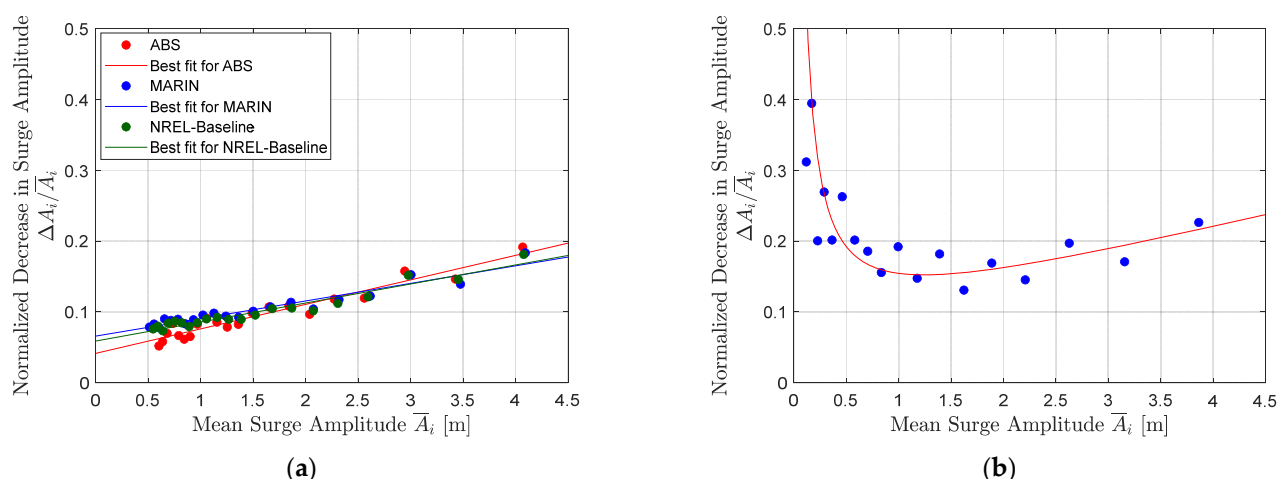 Normalized Decrease in Surge Amplitude
ΔA_i/A̅_i
0.5
0.4
0.3
0.2
0.1
0
ABS
Best fit for ABS
MARIN
Best fit for MARIN
NREL-Baseline
Best fit for NREL-Baseline
0 0.5 1 1.5 2 2.5 3 3.5 4 4.5
Mean Surge Amplitude A̅_i [m]
(a)
Normalized Decrease in Surge Amplitude
ΔA_i/A̅_i
0.5
0.4
0.3
0.2
0.1
0
0 0.5 1 1.5 2 2.5 3 3.5 4 4.5
Mean Surge Amplitude A̅_i [m]
(b)